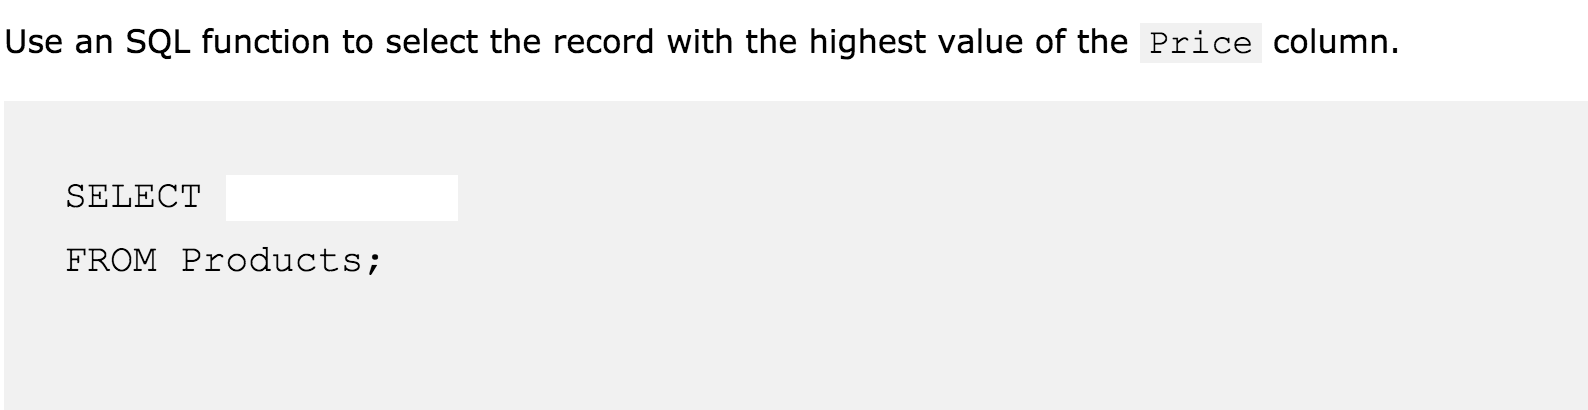 Use an SQL function to select the record with the highest value of the Price column.
SELECT
FROM Products;